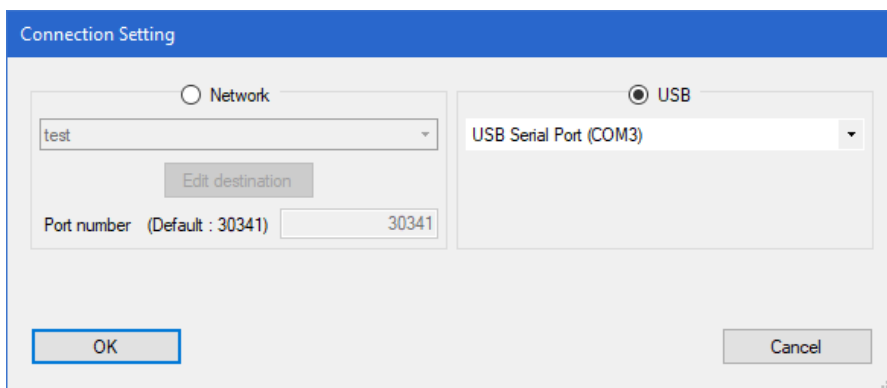 Connection Setting
Network
test
Edit destination
Port number (Default : 30341) 30341
USB
USB Serial Port (COM3)
OK
Cancel